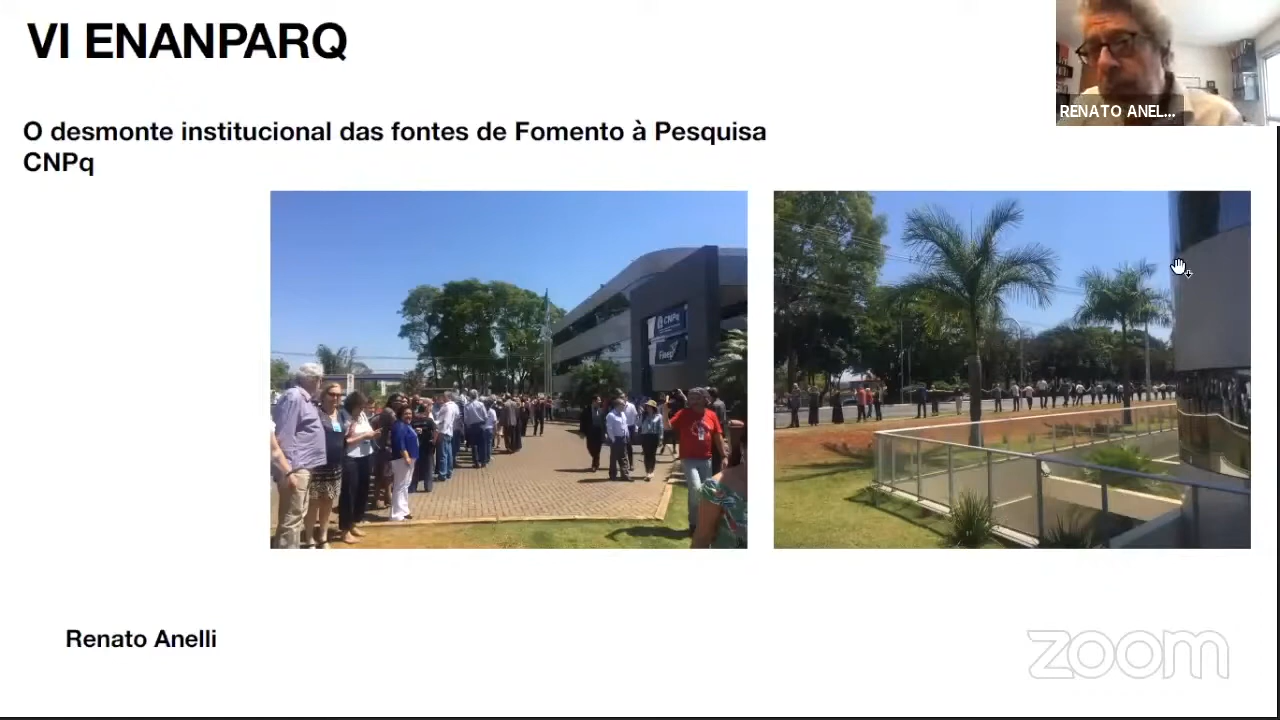 VI ENANPARQ
RENATO ANEL...
O desmonte institucional das fontes de Fomento à Pesquisa
CNPq
CNPq
Finep
Renato Anelli
zoom